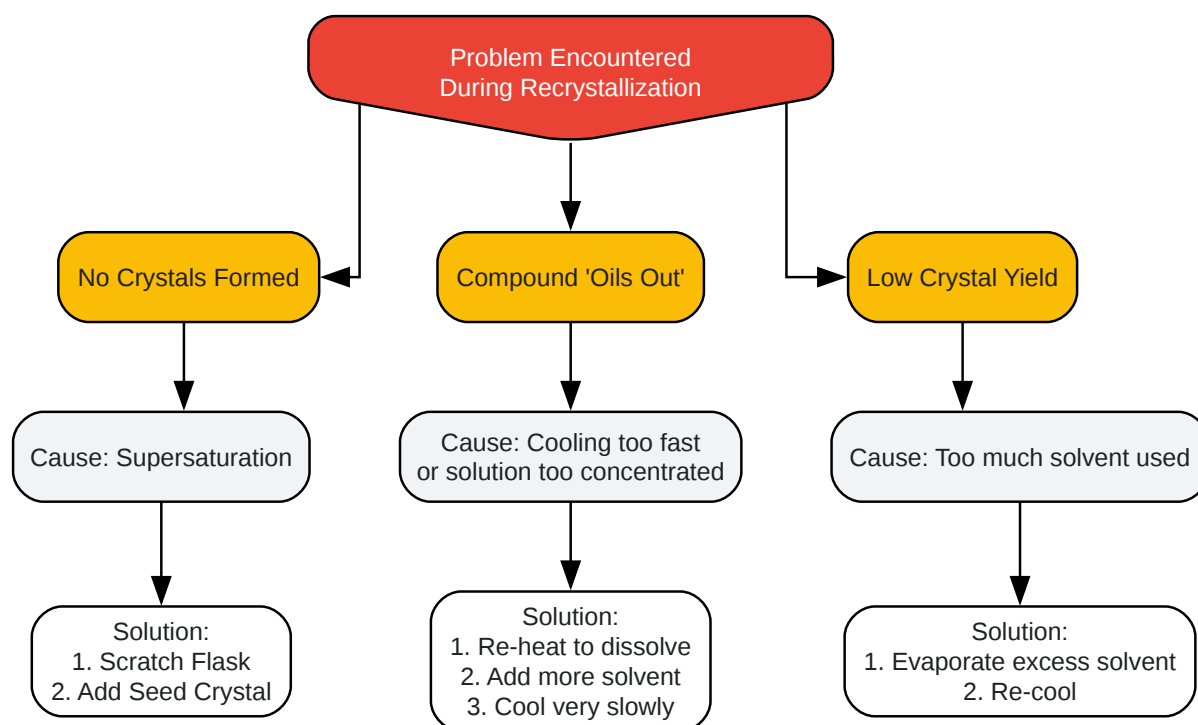 Problem Encountered
During Recrystallization
No Crystals Formed
Compound 'Oils Out'
Low Crystal Yield
Cause: Supersaturation
Cause: Cooling too fast
or solution too concentrated
Cause: Too much solvent used
Solution:
1. Scratch Flask
2. Add Seed Crystal
Solution:
1. Re-heat to dissolve
2. Add more solvent
3. Cool very slowly
Solution:
1. Evaporate excess solvent
2. Re-cool